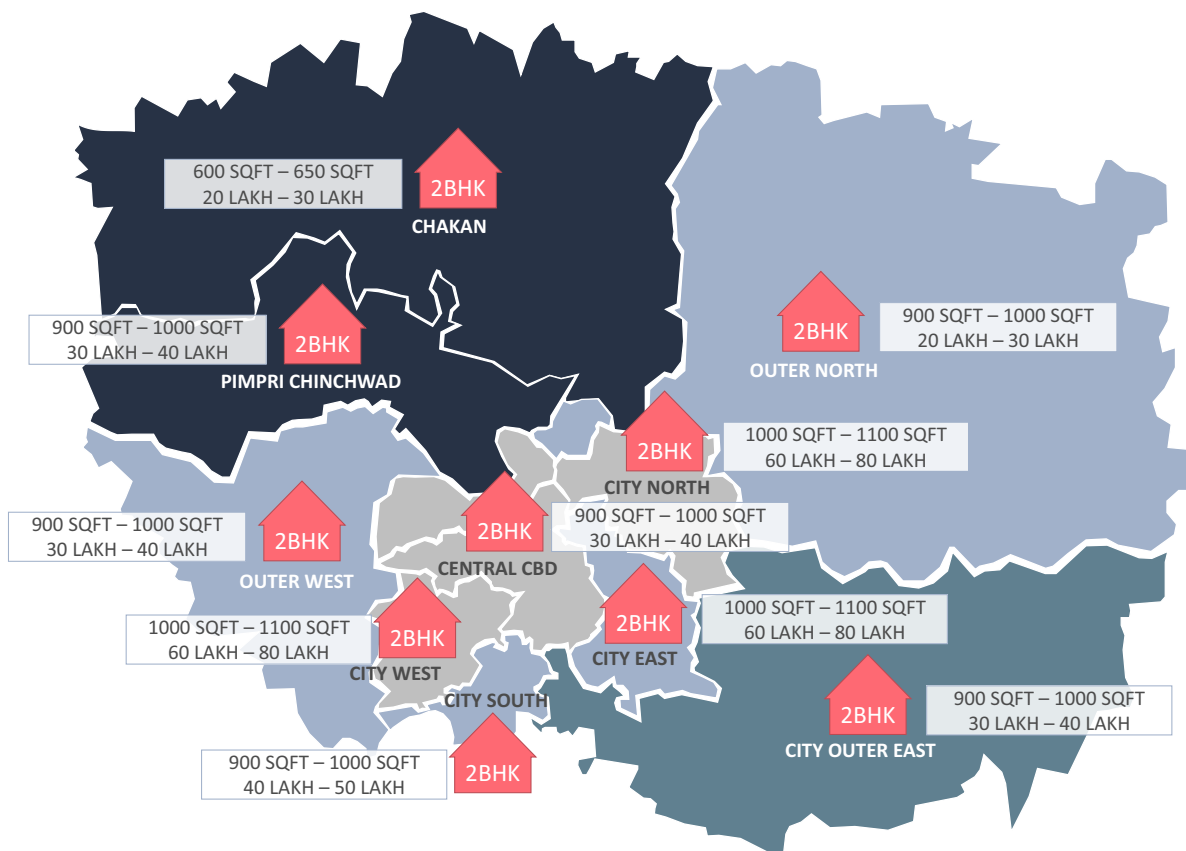 600 SQFT – 650 SQFT
20 LAKH – 30 LAKH
2BHK
CHAKAN
900 SQFT – 1000 SQFT
30 LAKH – 40 LAKH
2BHK
PIMPRI CHINCHWAD
2BHK
OUTER NORTH
900 SQFT – 1000 SQFT
20 LAKH – 30 LAKH
2BHK
CITY NORTH
1000 SQFT – 1100 SQFT
60 LAKH – 80 LAKH
900 SQFT – 1000 SQFT
30 LAKH – 40 LAKH
2BHK
OUTER WEST
2BHK
CENTRAL CBD
900 SQFT – 1000 SQFT
30 LAKH – 40 LAKH
1000 SQFT – 1100 SQFT
60 LAKH – 80 LAKH
2BHK
CITY WEST
2BHK
CITY EAST
1000 SQFT – 1100 SQFT
60 LAKH – 80 LAKH
CITY SOUTH
2BHK
900 SQFT – 1000 SQFT
40 LAKH – 50 LAKH
2BHK
CITY OUTER EAST
900 SQFT – 1000 SQFT
30 LAKH – 40 LAKH